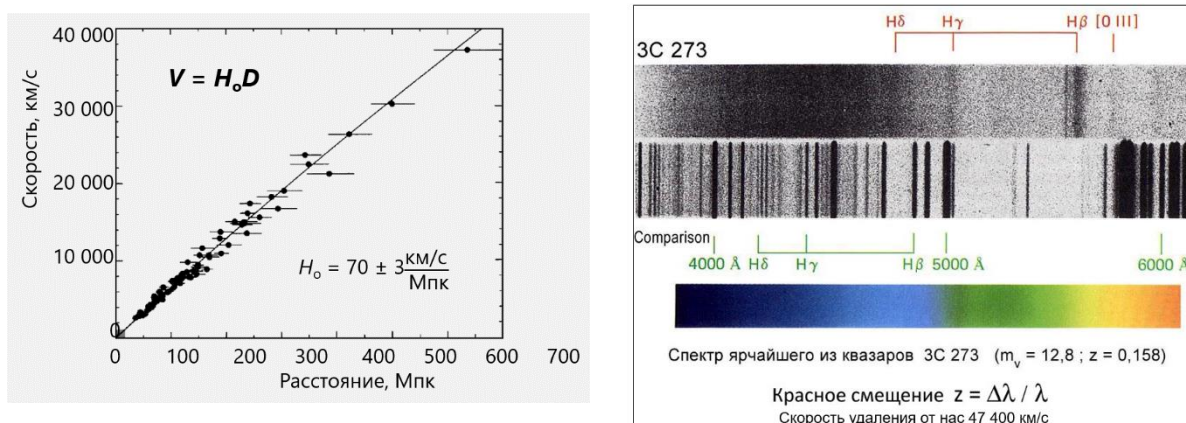 40 000
30 000
20 000
10 000
0
Скорость, км/с
V = H₀D
H₀ = 70 ± 3 км/с
Мпк
0 100 200 300 400 500 600 700
Расстояние, Мпк
Hδ Hγ Hβ [0 III]
3C 273
Comparison
4000 Å Hδ Hγ Hβ 5000 Å 6000 Å
Спектр ярчайшего из квазаров 3C 273 (mᵥ = 12,8 ; z = 0,158)
Красное смещение z = Δλ / λ
Скорость удаления от нас 47 400 км/с